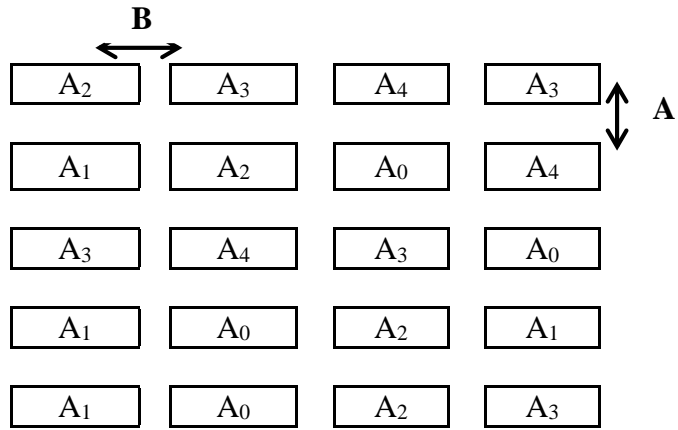 B
A₂ A₃ A₄ A₃
A
A₁ A₂ A₀ A₄
A₃ A₄ A₃ A₀
A₁ A₀ A₂ A₁
A₁ A₀ A₂ A₃